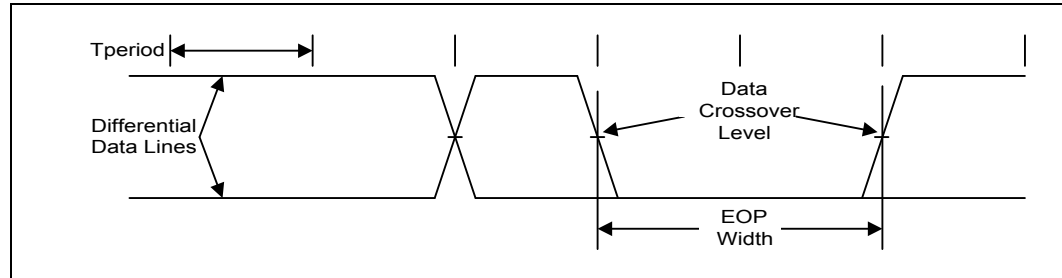 Tperiod
Differential
Data Lines
Data
Crossover
Level
EOP
Width